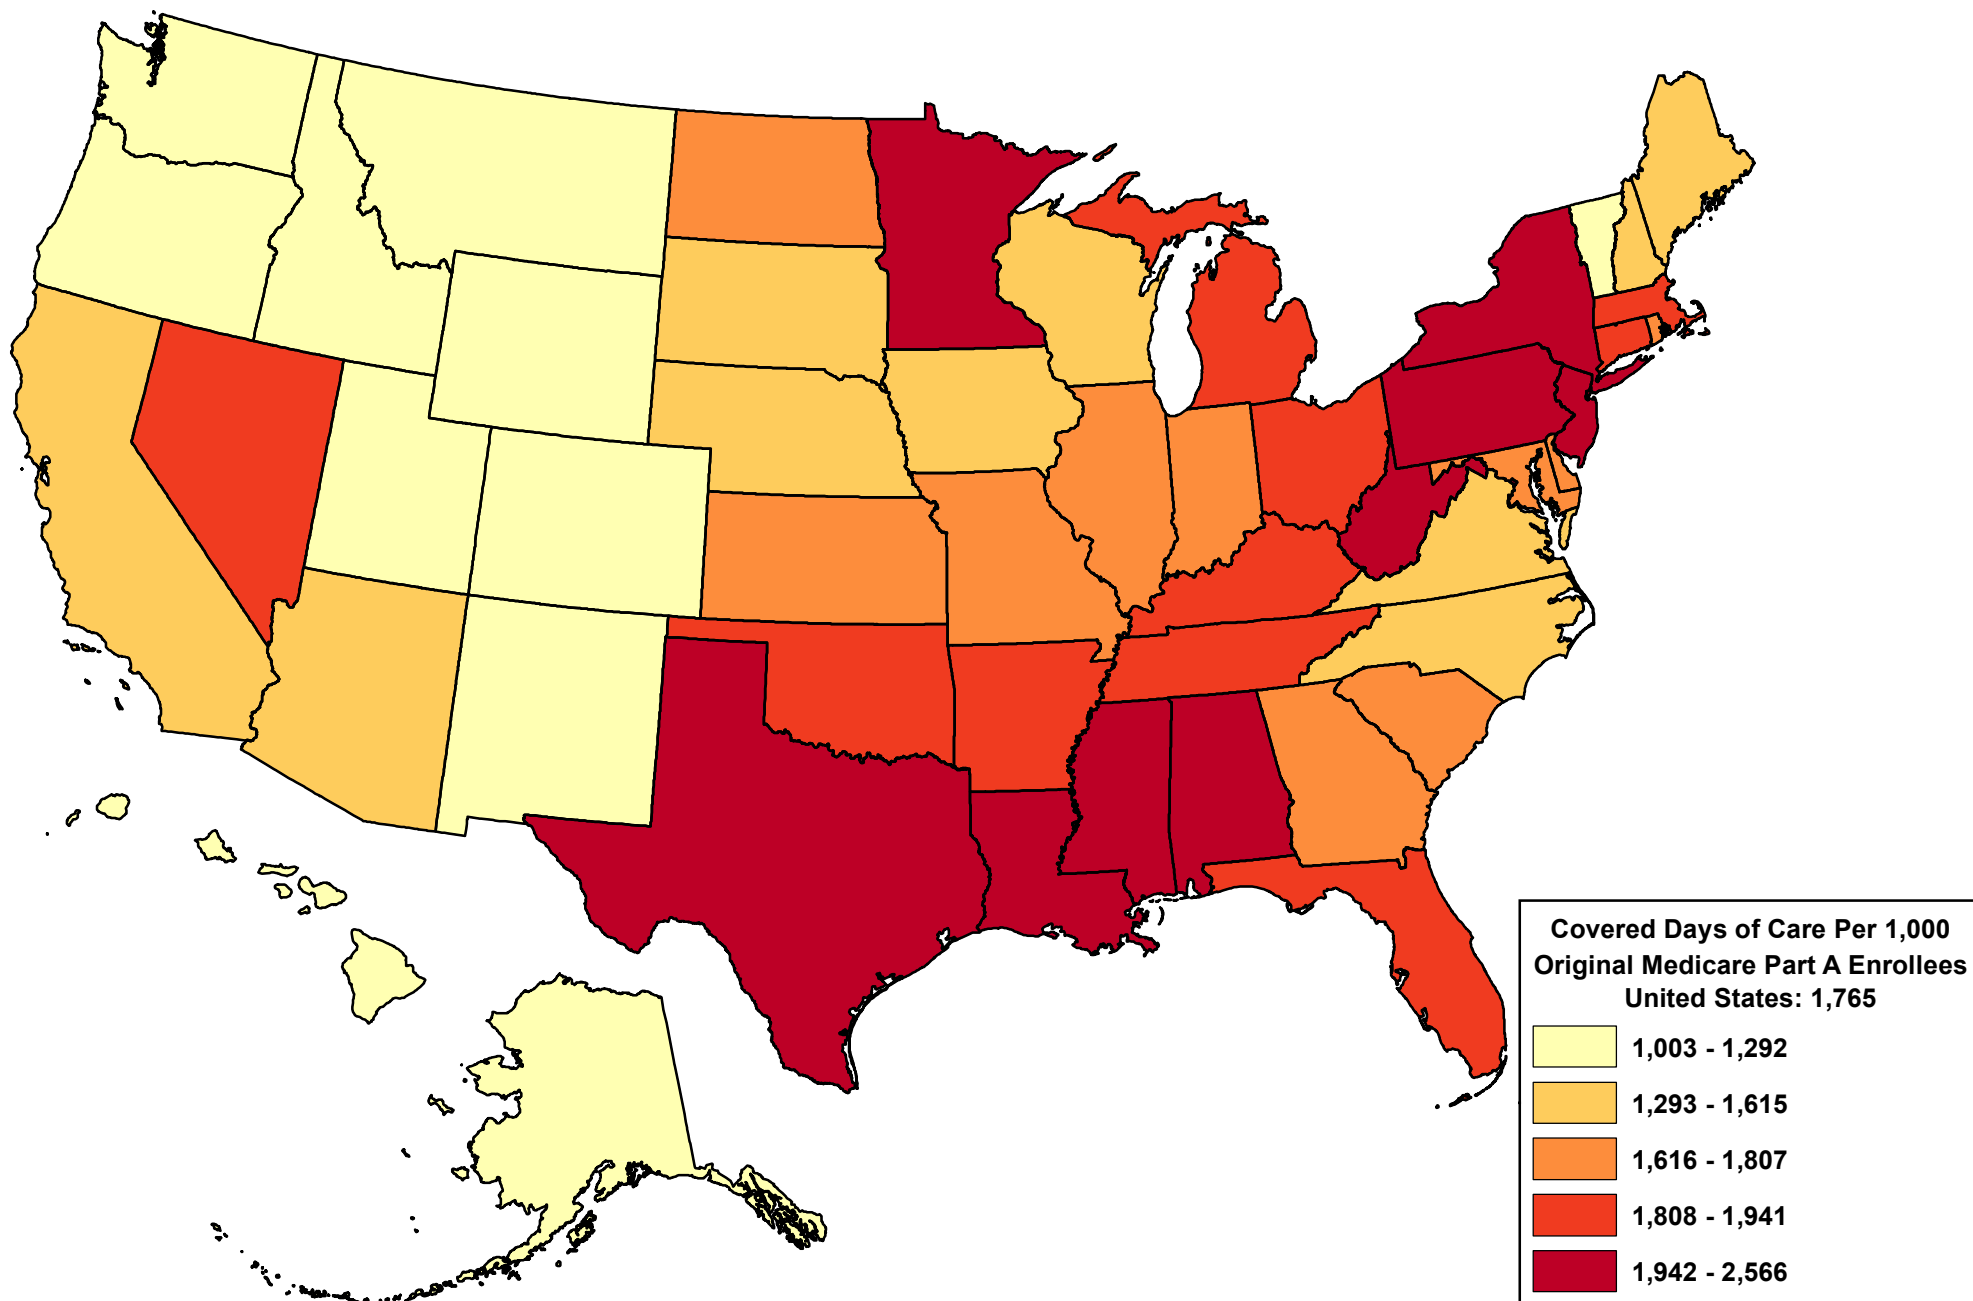 Covered Days of Care Per 1,000
Original Medicare Part A Enrollees
United States: 1,765
1,003 - 1,292
1,293 - 1,615
1,616 - 1,807
1,808 - 1,941
1,942 - 2,566